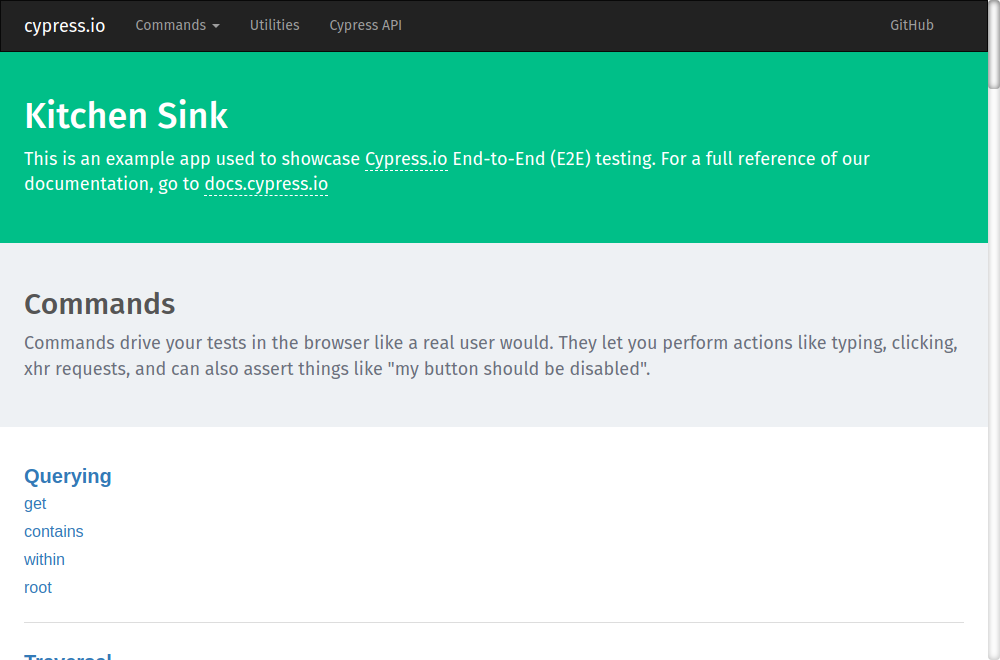 cypress.io Commands Utilities Cypress API GitHub
Kitchen Sink
This is an example app used to showcase Cypress.io End-to-End (E2E) testing. For a full reference of our
documentation, go to docs.cypress.io
Commands
Commands drive your tests in the browser like a real user would. They let you perform actions like typing, clicking,
xhr requests, and can also assert things like "my button should be disabled".
Querying
get
contains
within
root
Traversal